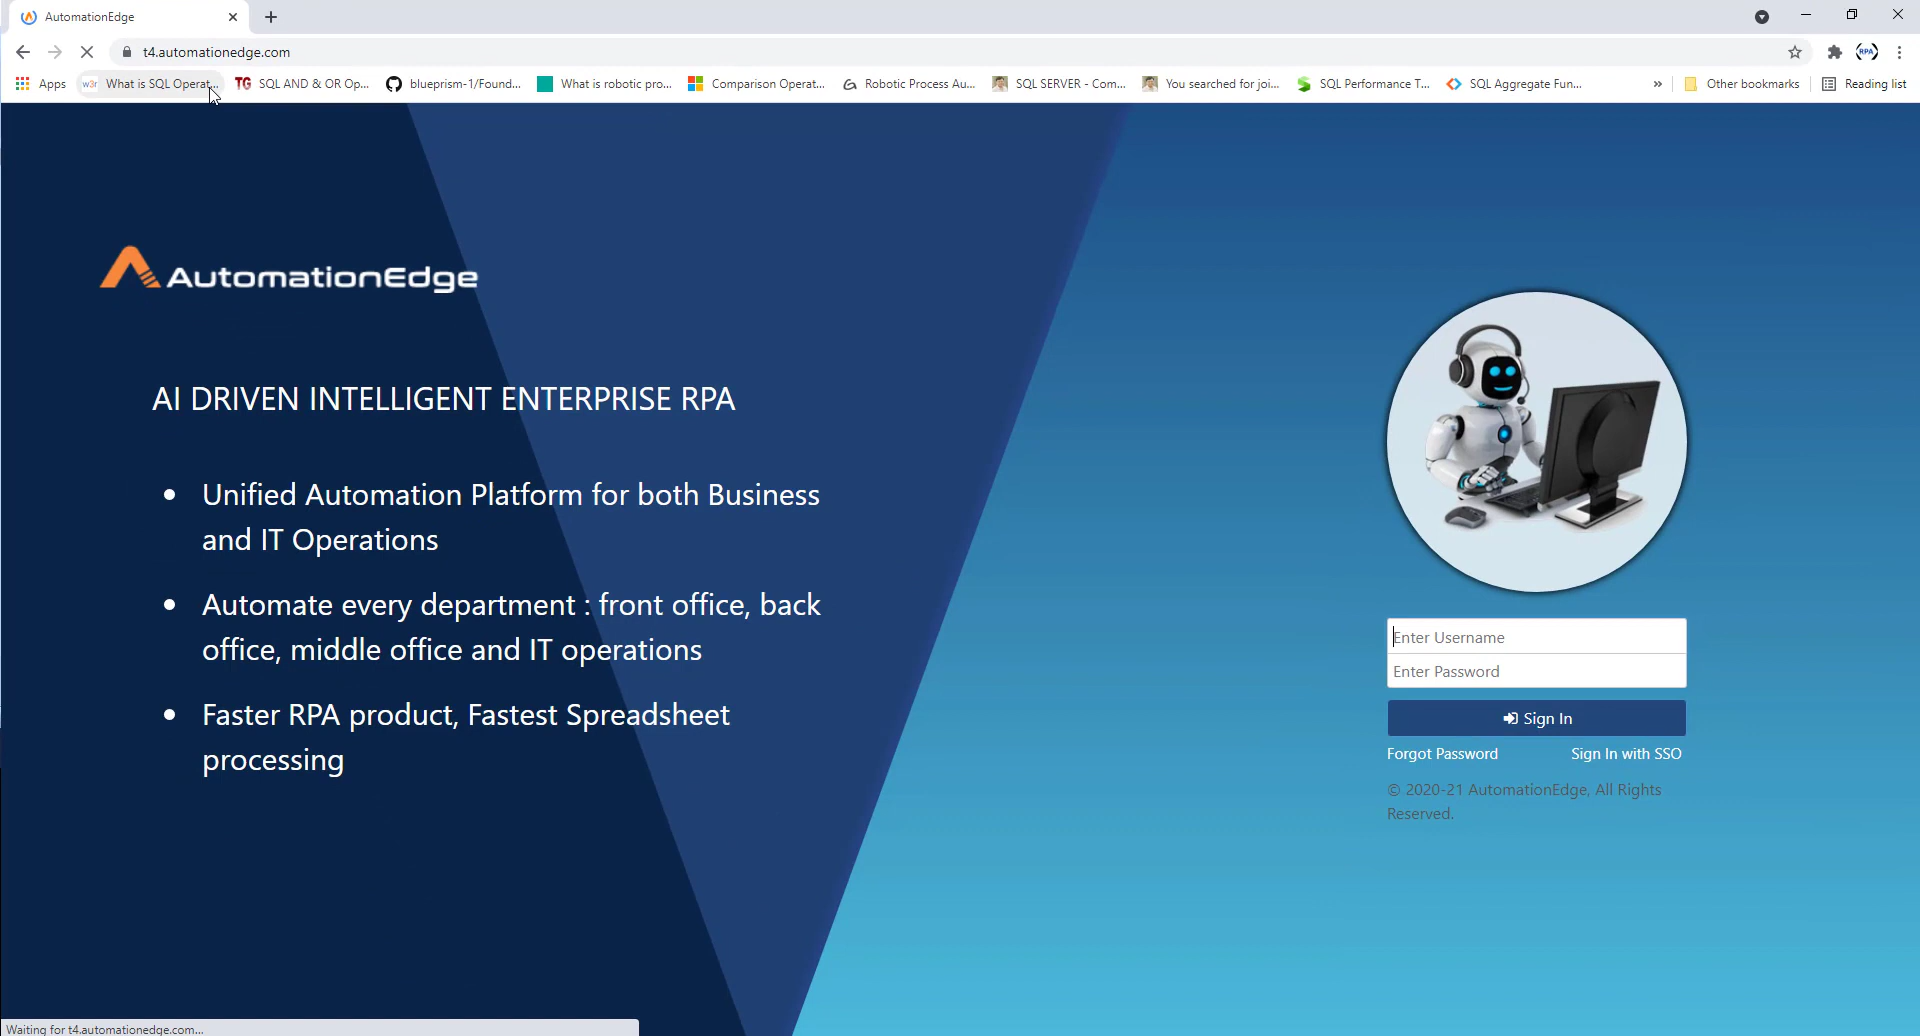 AutomationEdge
t4.automationedge.com
RPA
Apps
w3r What is SQL Operat...
TG SQL AND & OR Op...
blueprism-1/Found...
What is robotic pro...
Comparison Operat...
Robotic Process Au...
SQL SERVER - Com...
You searched for joi...
SQL Performance T...
SQL Aggregate Fun...
»
Other bookmarks
Reading list
AutomationEdge
AI DRIVEN INTELLIGENT ENTERPRISE RPA
• Unified Automation Platform for both Business
and IT Operations
• Automate every department : front office, back
office, middle office and IT operations
• Faster RPA product, Fastest Spreadsheet
processing
Enter Username
Enter Password
Sign In
Forgot Password
Sign In with SSO
© 2020-21 AutomationEdge, All Rights
Reserved.
Waiting for t4.automationedge.com...